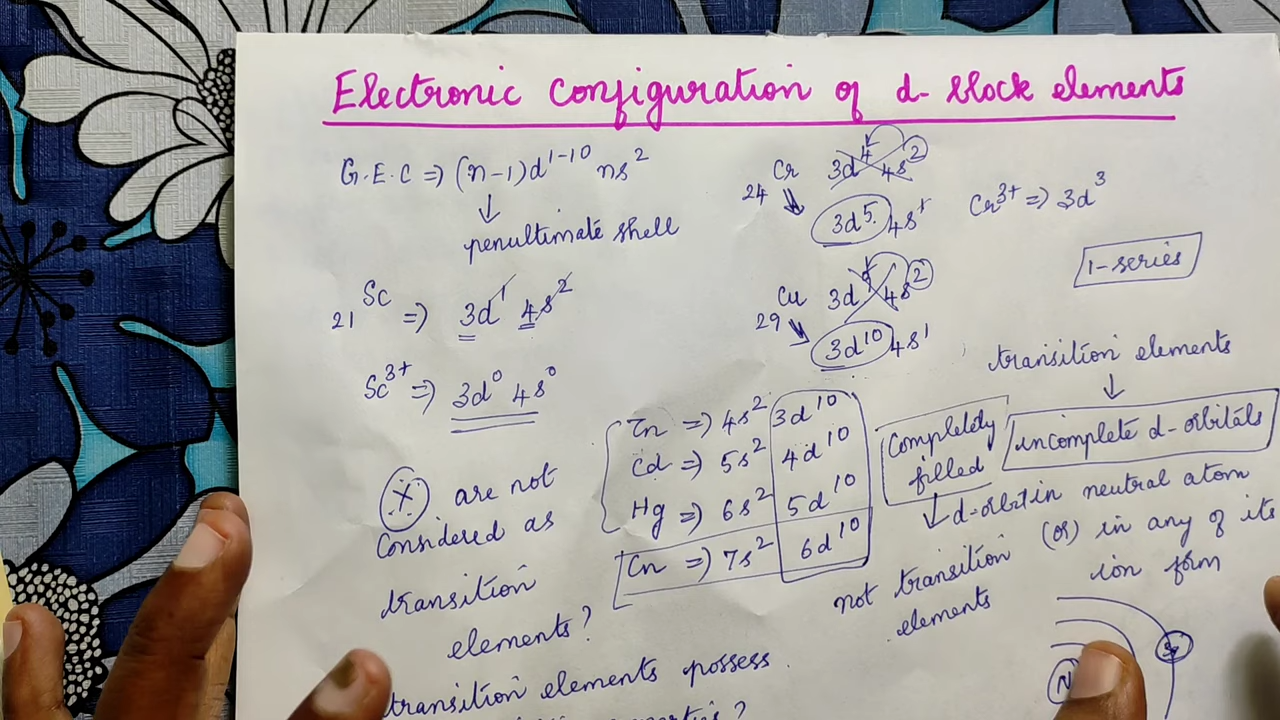 Electronic Configuration of d-block elements
G.E.C ⇒ (n-1)d¹⁻¹⁰ ns²
↓
penultimate shell
₂₁Sc ⇒ 3d¹ 4s²
Sc³⁺ ⇒ 3d⁰ 4s⁰
Cr 3d⁴ 4s²
24 3d⁵ 4s¹
Cr³⁺ ⇒ 3d³
Cu 3d 4s²
29 3d¹⁰ 4s¹
1-series
transition elements
↓
incomplete d-orbitals
d-orbit in neutral atom
(or) in any of its
ion form
Zn ⇒ 4s² 3d¹⁰
Cd ⇒ 5s² 4d¹⁰
Hg ⇒ 6s² 5d¹⁰
Cn ⇒ 7s² 6d¹⁰
Completely
filled
↓
not transition
elements
X are not
Considered as
transition
elements?
transition elements possess
N